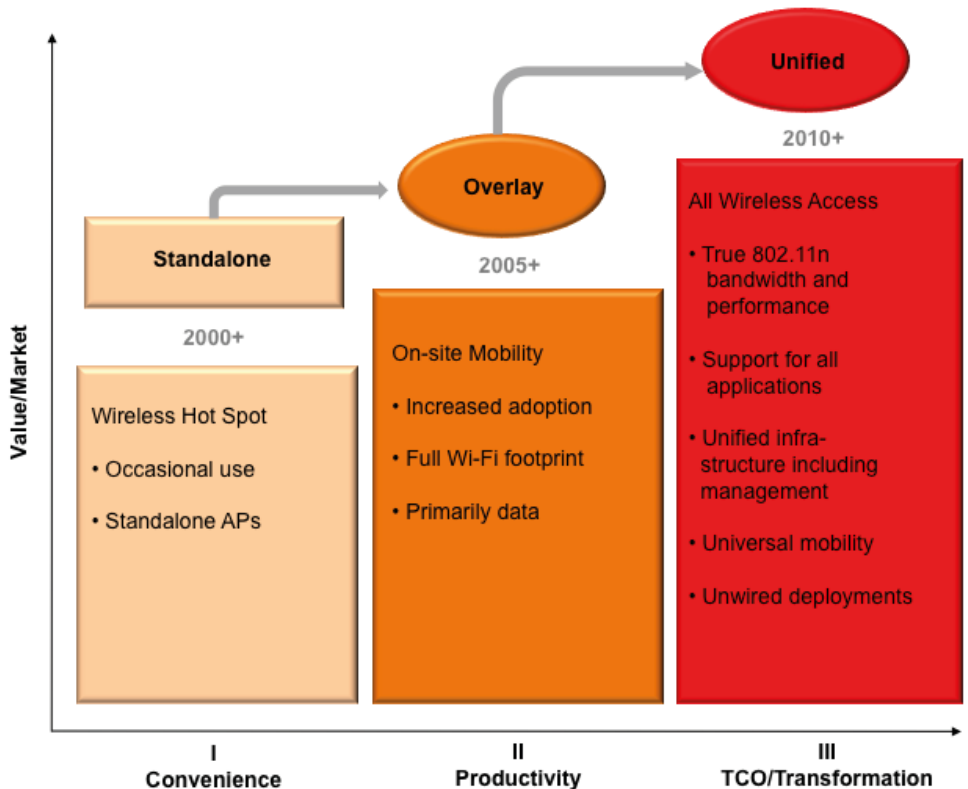 Unified
2010+
Overlay
2005+
Standalone
2000+
Value/Market
Wireless Hot Spot
• Occasional use
• Standalone APs
On-site Mobility
• Increased adoption
• Full Wi-Fi footprint
• Primarily data
All Wireless Access
• True 802.11n
bandwidth and
performance
• Support for all
applications
• Unified infra-
structure including
management
• Universal mobility
• Unwired deployments
I
Convenience
II
Productivity
III
TCO/Transformation